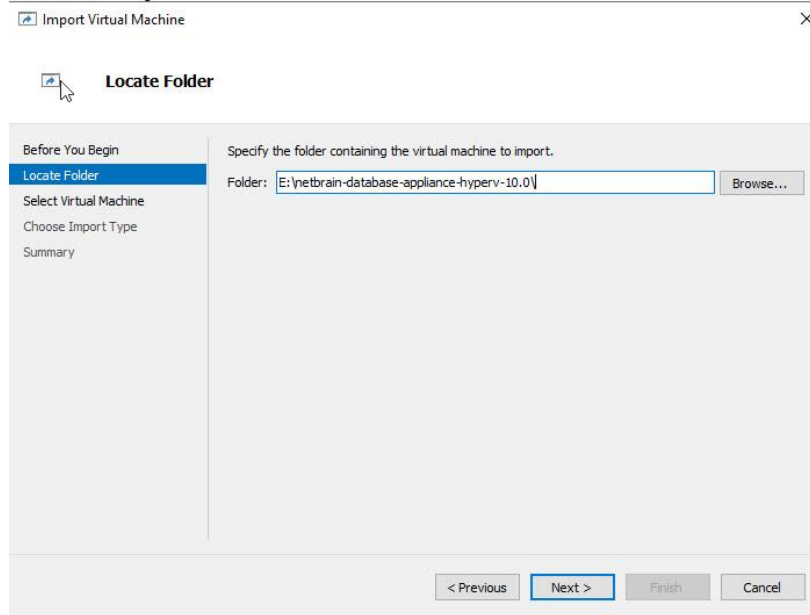 Import Virtual Machine
Locate Folder
Before You Begin
Locate Folder
Select Virtual Machine
Choose Import Type
Summary
Specify the folder containing the virtual machine to import.
Folder: E:\netbrain-database-appliance-hyperv-10.0\ Browse...
< Previous Next > Finish Cancel